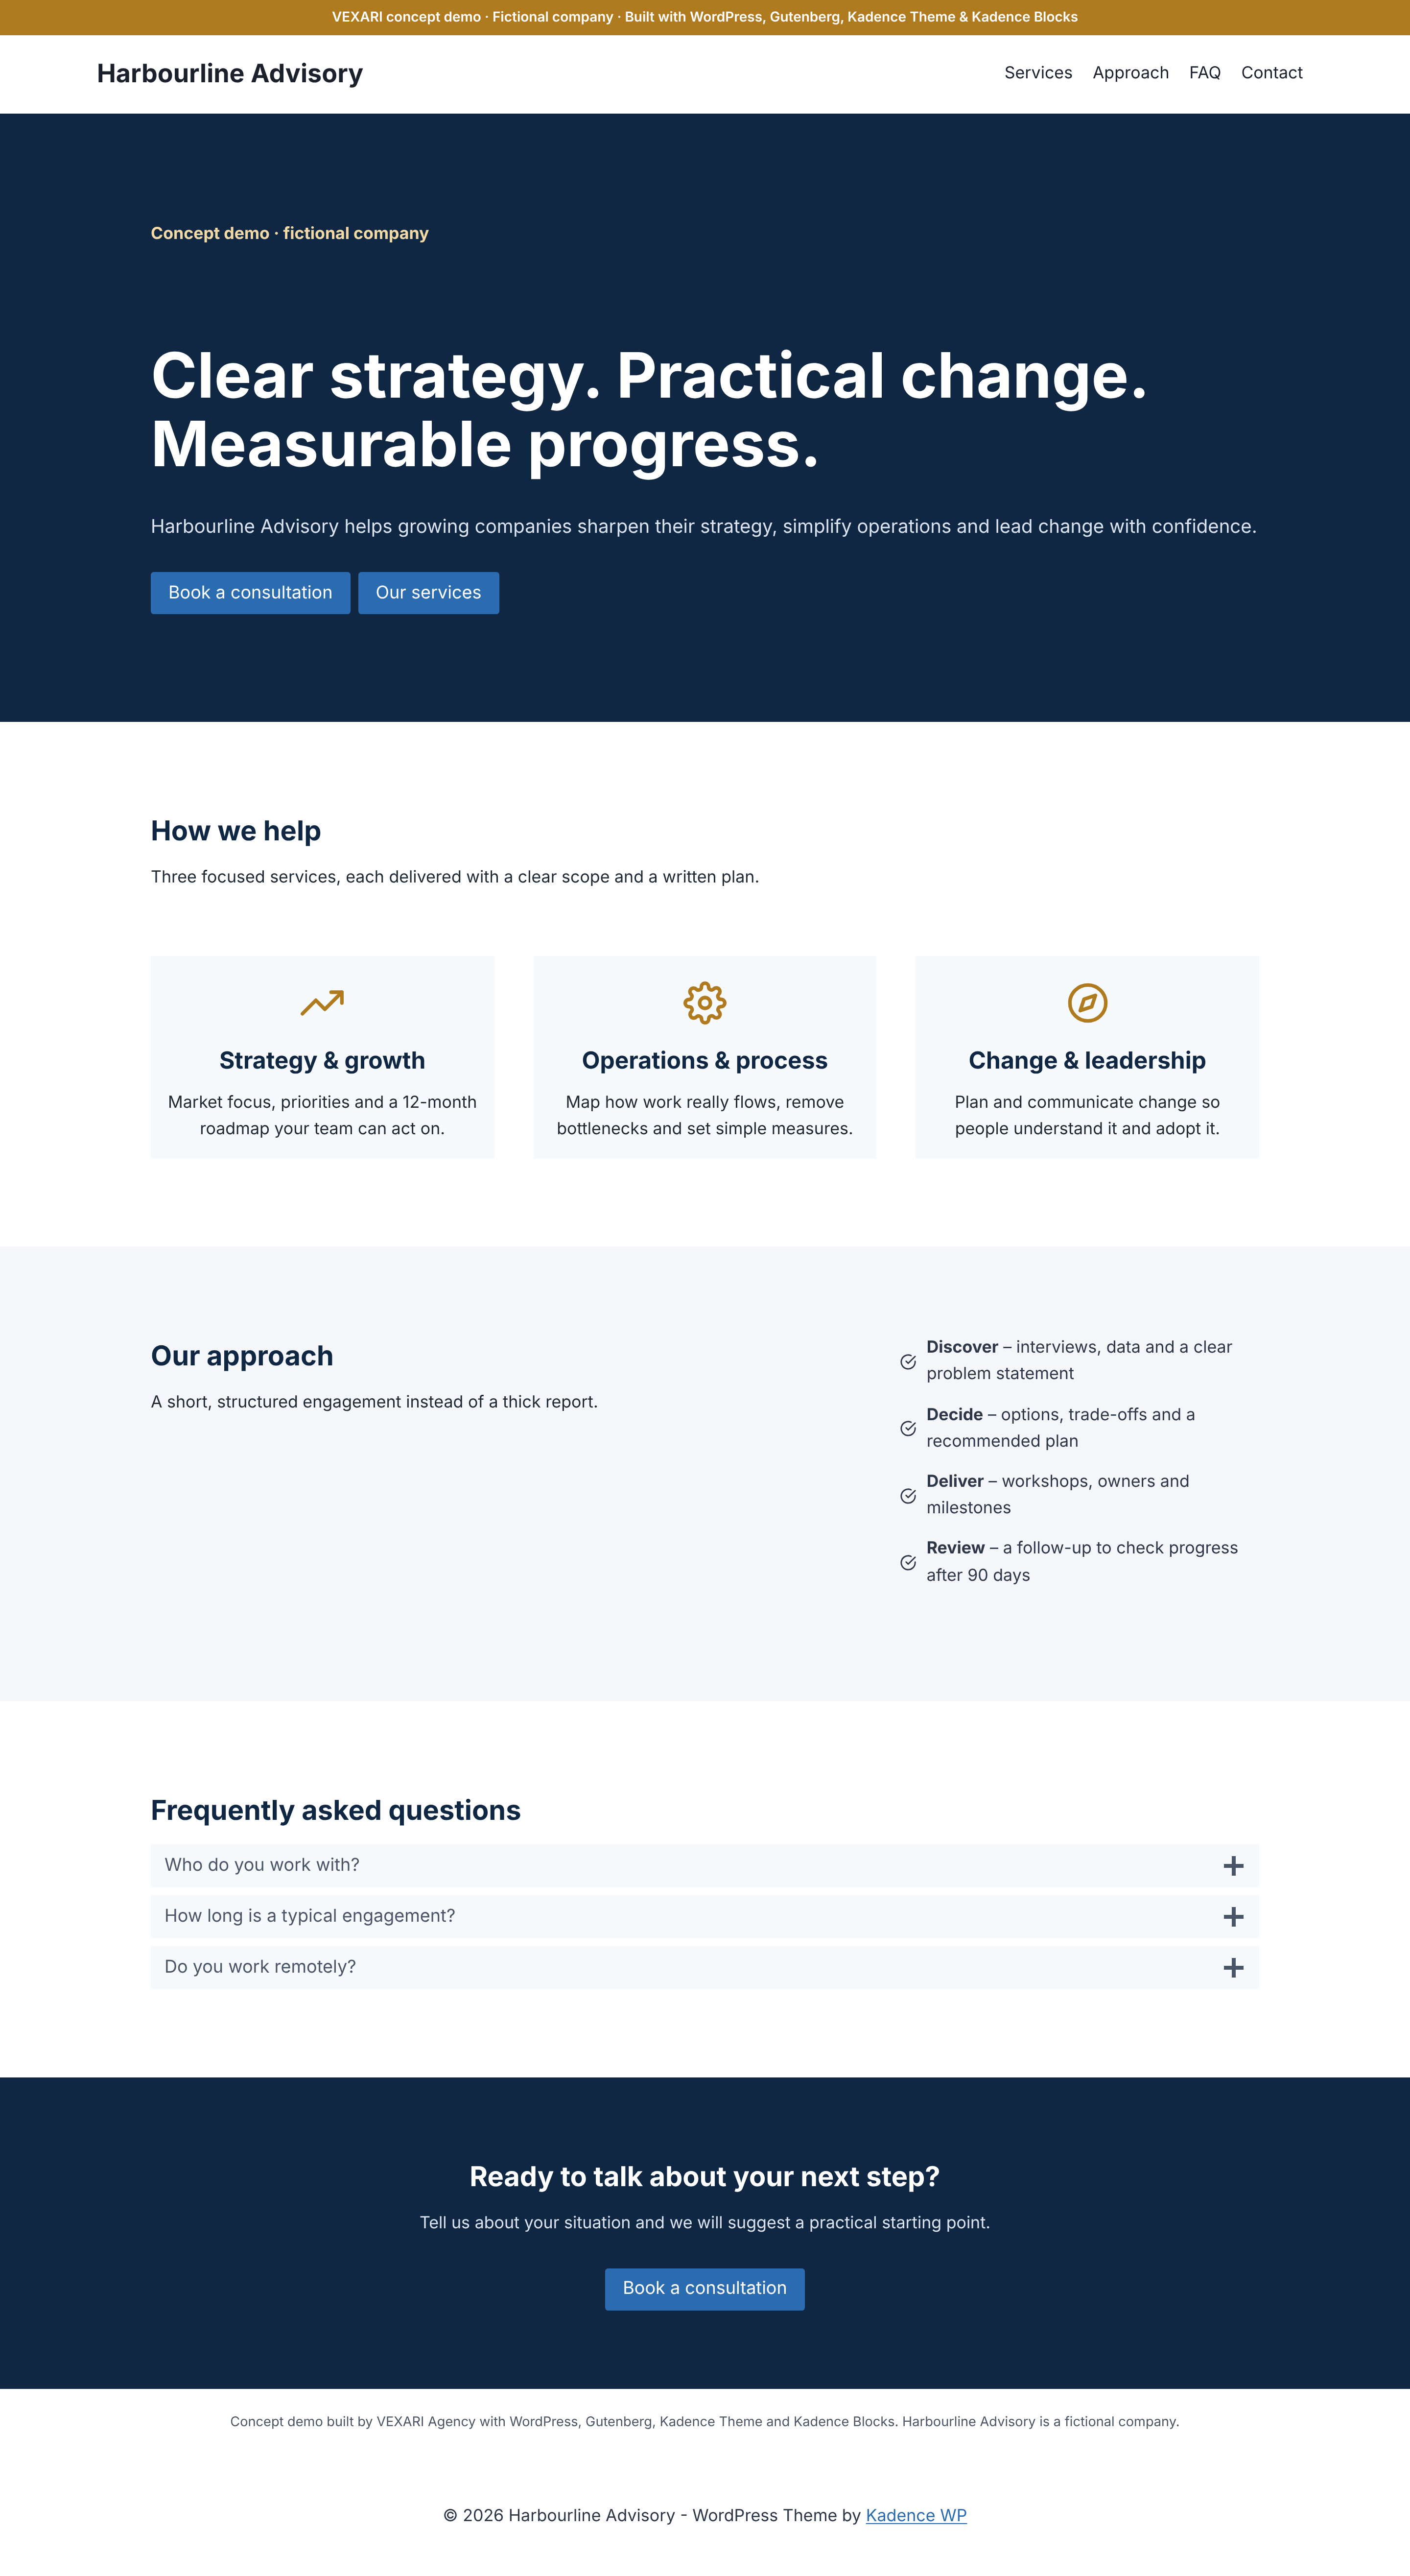 VEXARI concept demo · Fictional company · Built with WordPress, Gutenberg, Kadence Theme & Kadence Blocks
Harbourline Advisory
Services Approach FAQ Contact
Concept demo · fictional company
Clear strategy. Practical change.
Measurable progress.
Harbourline Advisory helps growing companies sharpen their strategy, simplify operations and lead change with confidence.
Book a consultation
Our services
How we help
Three focused services, each delivered with a clear scope and a written plan.
Strategy & growth
Market focus, priorities and a 12-month
roadmap your team can act on.
Operations & process
Map how work really flows, remove
bottlenecks and set simple measures.
Change & leadership
Plan and communicate change so
people understand it and adopt it.
Our approach
A short, structured engagement instead of a thick report.
Discover – interviews, data and a clear
problem statement
Decide – options, trade-offs and a
recommended plan
Deliver – workshops, owners and
milestones
Review – a follow-up to check progress
after 90 days
Frequently asked questions
Who do you work with?
How long is a typical engagement?
Do you work remotely?
Ready to talk about your next step?
Tell us about your situation and we will suggest a practical starting point.
Book a consultation
Concept demo built by VEXARI Agency with WordPress, Gutenberg, Kadence Theme and Kadence Blocks. Harbourline Advisory is a fictional company.
© 2026 Harbourline Advisory - WordPress Theme by Kadence WP